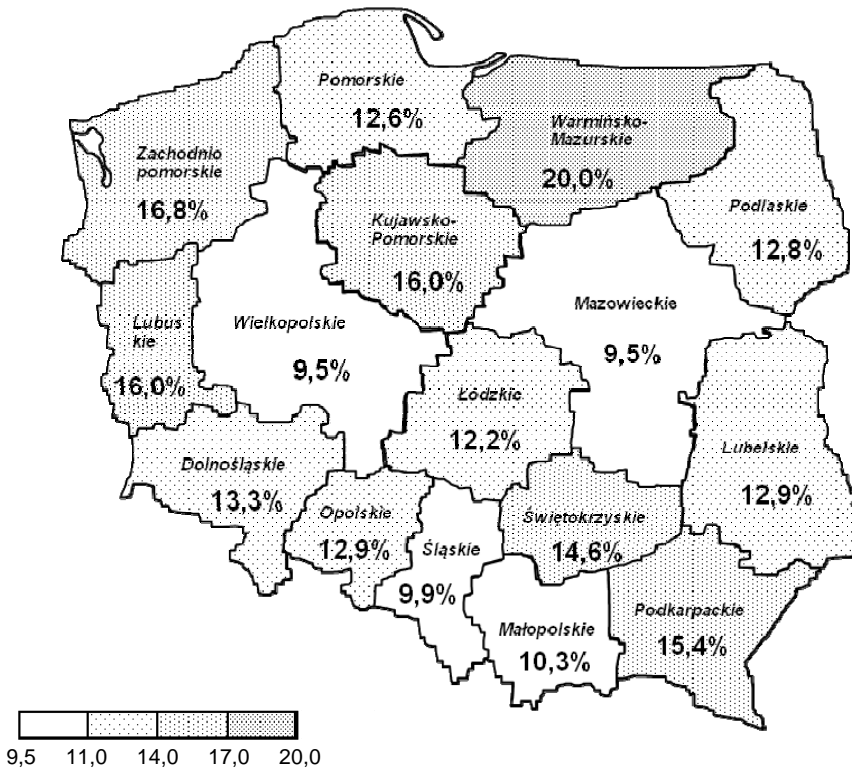 Pomorskie
12,6%
Warmińsko-
Mazurskie
20,0%
Zachodnio
pomorskie
16,8%
Kujawsko-
Pomorskie
16,0%
Podlaskie
12,8%
Lubus
kie
16,0%
Wielkopolskie
9,5%
Mazowieckie
9,5%
Łódzkie
12,2%
Lubelskie
12,9%
Dolnośląskie
13,3%
Opolskie
12,9%
Śląskie
9,9%
Świetokrzyskie
14,6%
Małopolskie
10,3%
Podkarpackie
15,4%
9,5 11,0 14,0 17,0 20,0